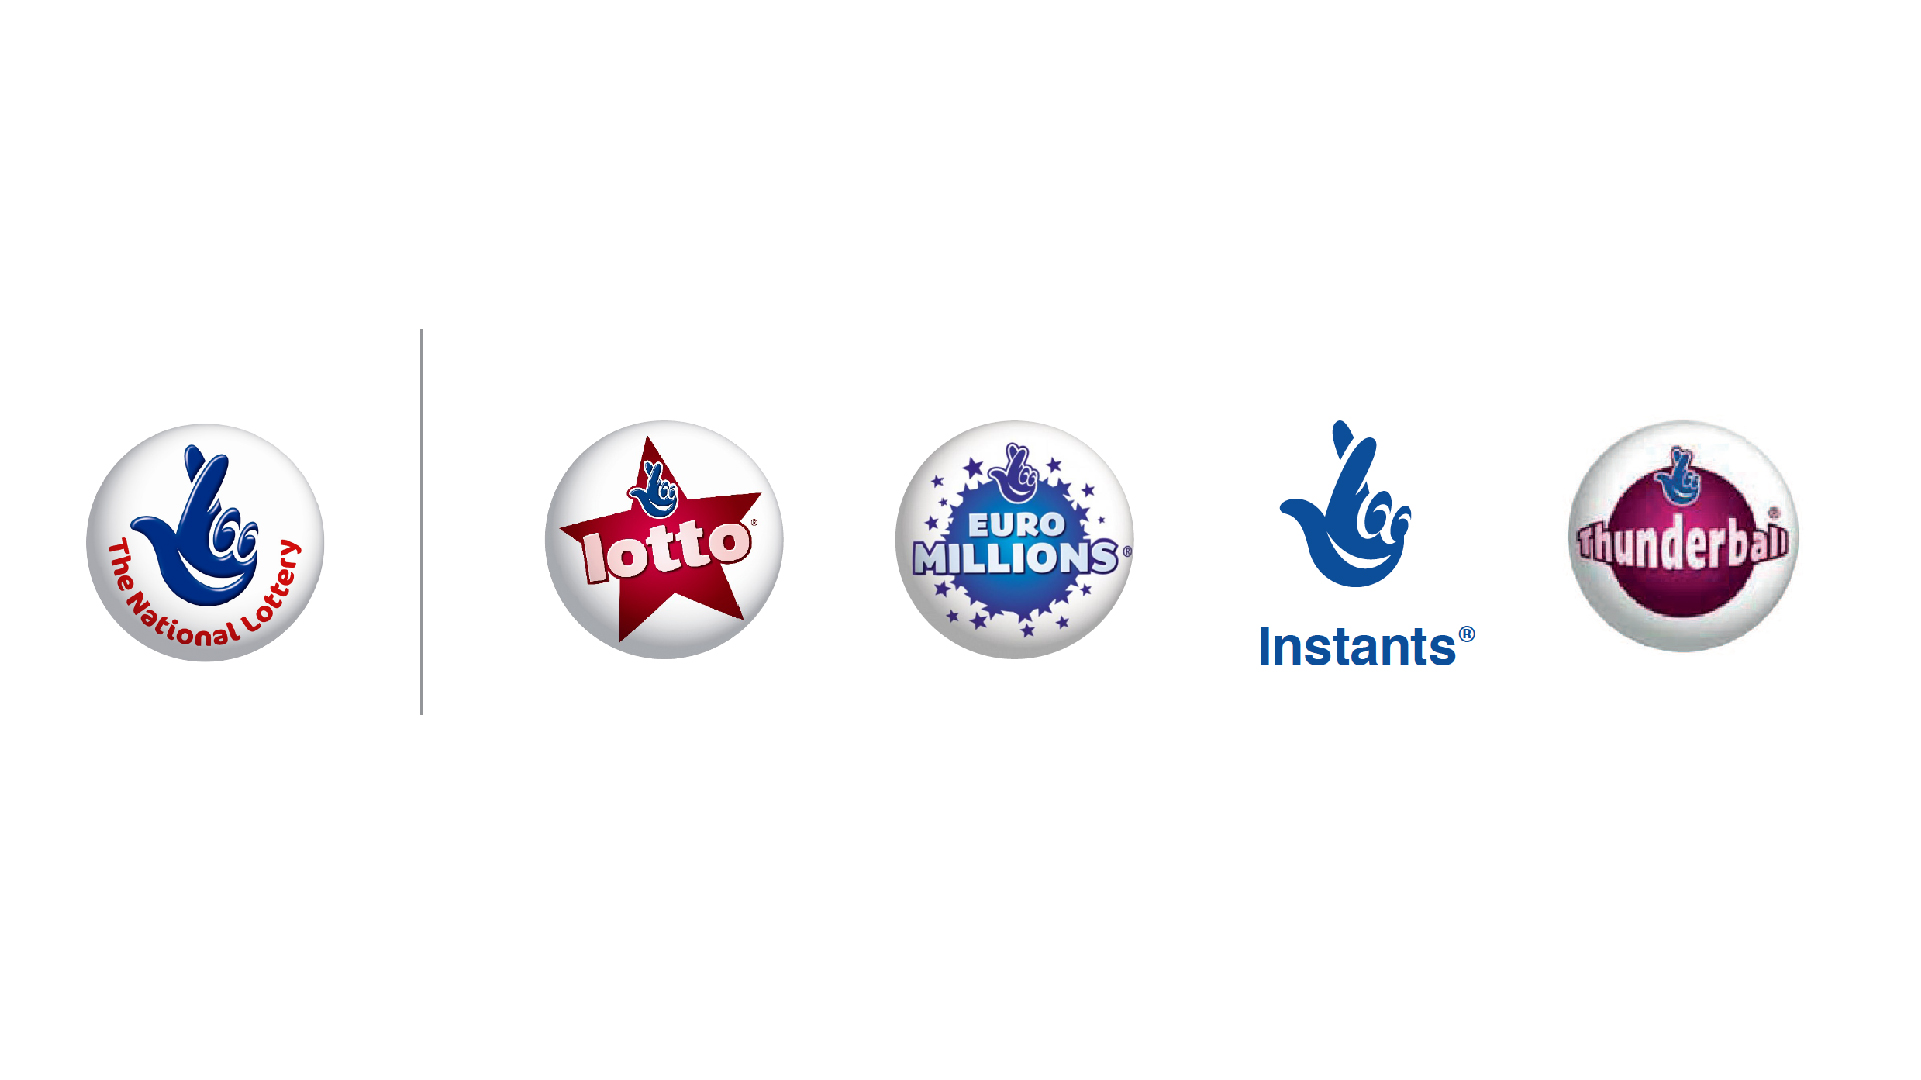 The National Lottery
lotto®
EURO
MILLIONS®
Instants®
Thunderball®